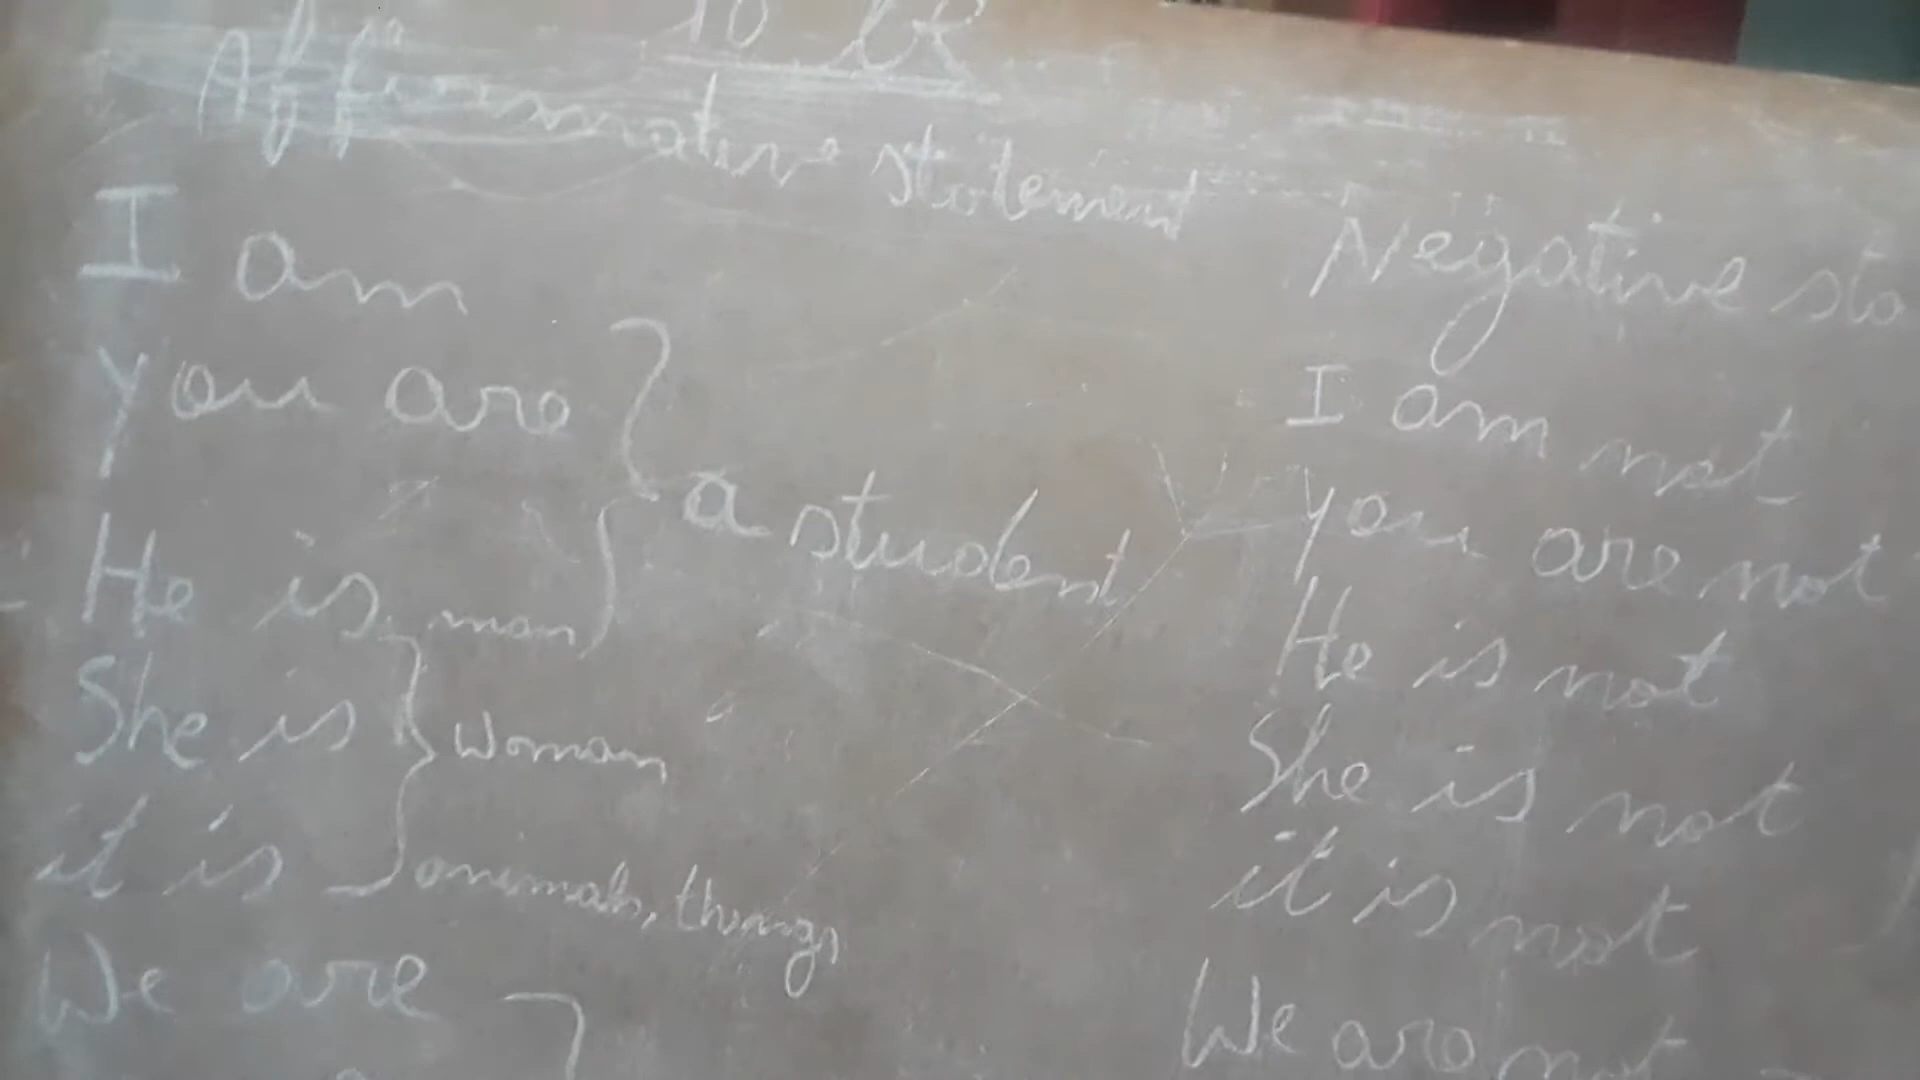 Affirmative statement
I am
you are
a student
He is man
She is woman
it is animals, things
We are
Negative sta
I am not
you are not
He is not
She is not
it is not
We are not